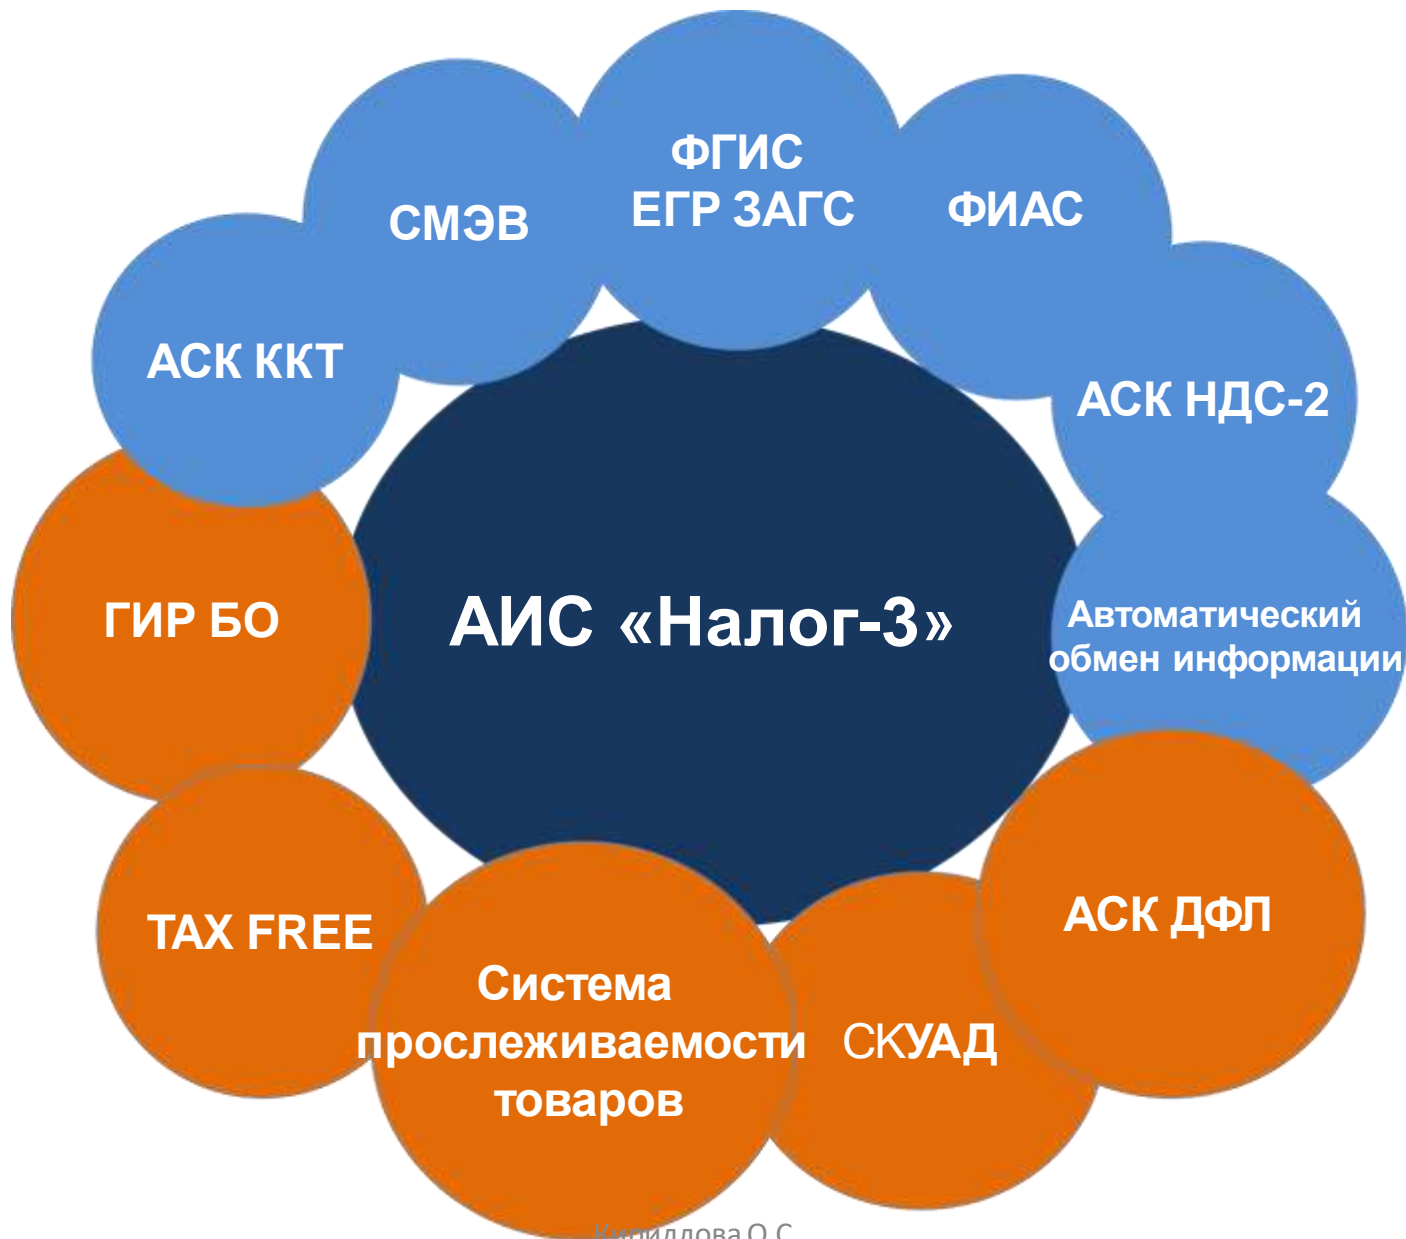 ФГИС
ЕГР ЗАГС
СМЭВ
ФИАС
АСК ККТ
АСК НДС-2
ГИР БО
АИС «Налог-3»
Автоматический
обмен информации
TAX FREE
АСК ДФЛ
Система
прослеживаемости
товаров
СКУАД
Кириллова О.С.